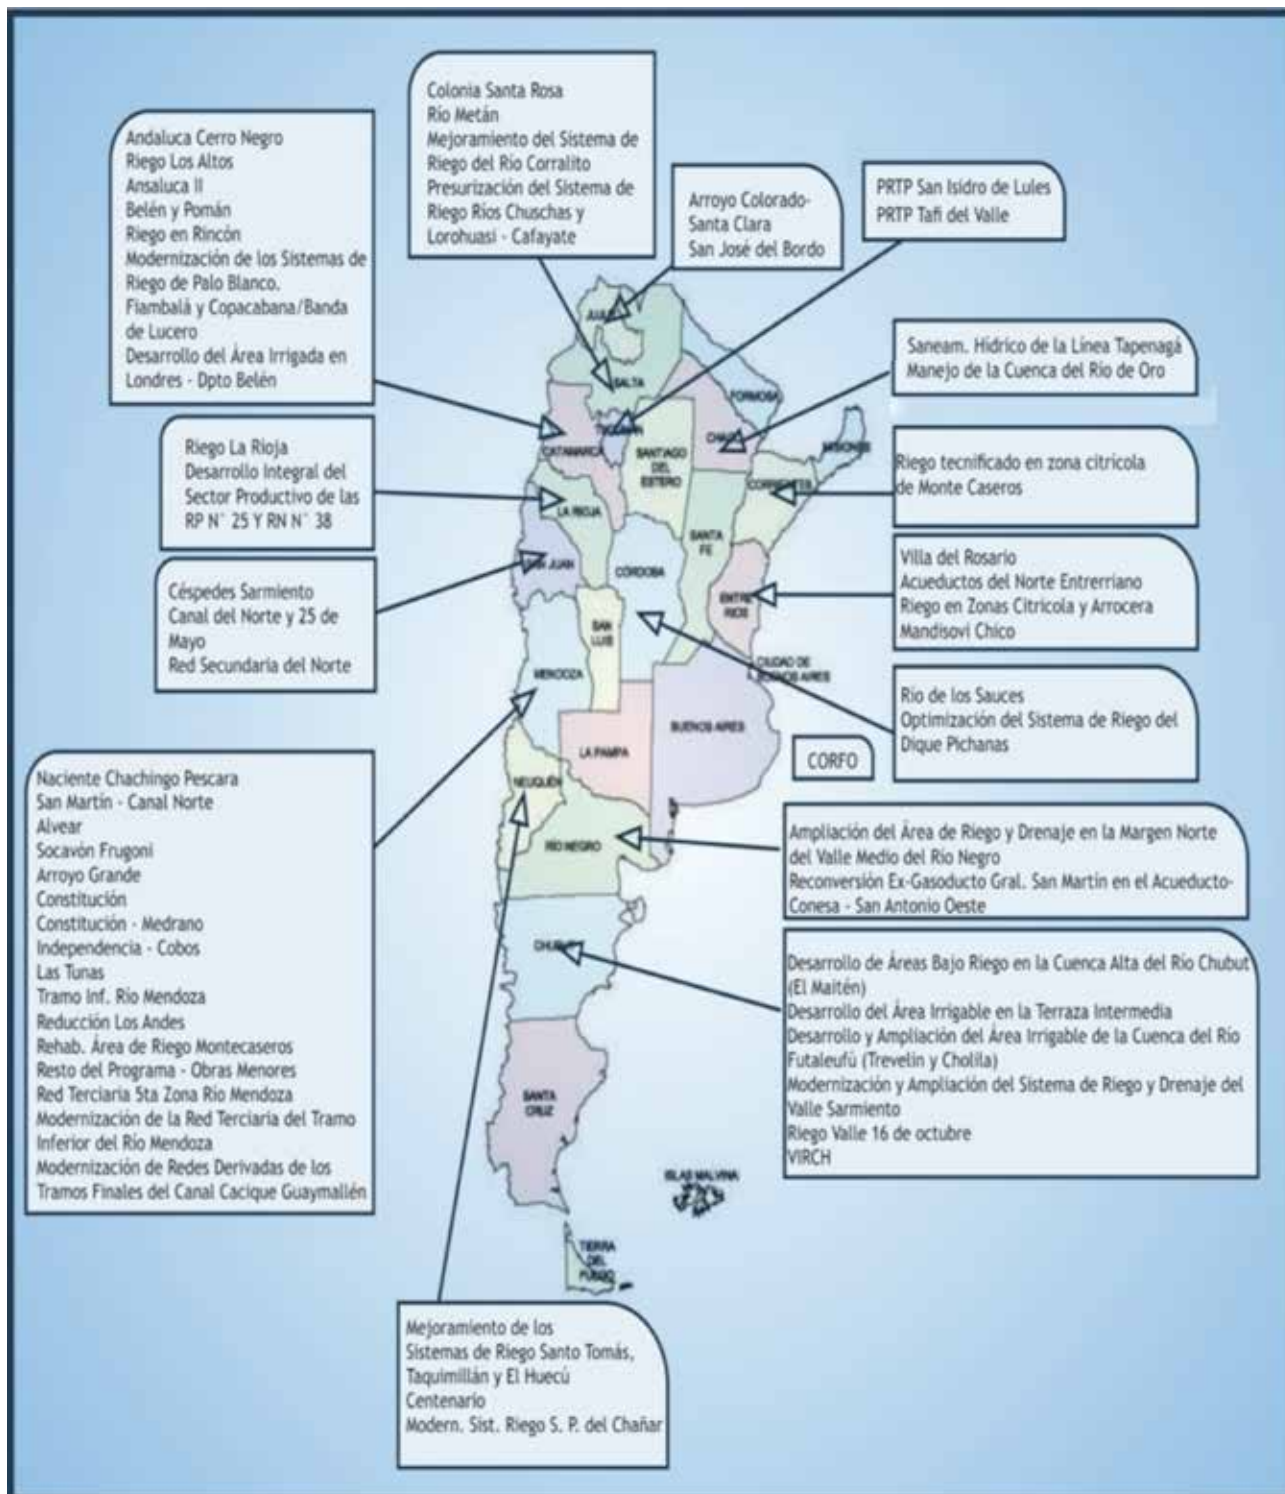 Colonia Santa Rosa
Río Metán
Mejoramiento del Sistema de
Riego del Río Corralito
Presurización del Sistema de
Riego Ríos Chuschas y
Lorohuasi - Cafayate
Andaluca Cerro Negro
Riego Los Altos
Ansaluca II
Belén y Pomán
Riego en Rincón
Modernización de los Sistemas de
Riego de Palo Blanco.
Fiambalá y Copacabana/Banda
de Lucero
Desarrollo del Área Irrigada en
Londres - Dpto Belén
Arroyo Colorado-
Santa Clara
San José del Bordo
PRTP San Isidro de Lules
PRTP Tafi del Valle
Saneam. Hídrico de la Línea Tapenagá
Manejo de la Cuenca del Río de Oro
Riego La Rioja
Desarrollo Integral del
Sector Productivo de las
RP N° 25 Y RN N° 38
Riego tecnificado en zona citrícola
de Monte Caseros
Céspedes Sarmiento
Canal del Norte y 25 de
Mayo
Red Secundaria del Norte
Villa del Rosario
Acueductos del Norte Entrerriano
Riego en Zonas Citrícola y Arrocera
Mandisovi Chico
Río de los Sauces
Optimización del Sistema de Riego del
Dique Pichanas
CORFO
Naciente Chachingo Pescara
San Martín - Canal Norte
Alvear
Socavón Frugoni
Arroyo Grande
Constitución
Constitución - Medrano
Independencia - Cobos
Las Tunas
Tramo Inf. Río Mendoza
Reducción Los Andes
Rehab. Área de Riego Montecaseros
Resto del Programa - Obras Menores
Red Terciaria 5ta Zona Río Mendoza
Modernización de la Red Terciaria del Tramo
Inferior del Río Mendoza
Modernización de Redes Derivadas de los
Tramos Finales del Canal Cacique Guaymallén
Ampliación del Área de Riego y Drenaje en la Margen Norte
del Valle Medio del Río Negro
Reconversión Ex-Gasoducto Gral. San Martín en el Acueducto-
Conesa - San Antonio Oeste
Desarrollo de Áreas Bajo Riego en la Cuenca Alta del Río Chubut
(El Maitén)
Desarrollo del Área Irrigable en la Terraza Intermedia
Desarrollo y Ampliación del Área Irrigable de la Cuenca del Río
Futaleufú (Trevelin y Cholila)
Modernización y Ampliación del Sistema de Riego y Drenaje del
Valle Sarmiento
Riego Valle 16 de octubre
VIRCH
Mejoramiento de los
Sistemas de Riego Santo Tomás,
Taquimillán y El Huecú
Centenario
Modern. Sist. Riego S. P. del Chañar
SALTA
FORMOSA
MISIONES
CATAMARCA
SANTIAGO
DEL
ESTERO
CORRIENTES
LA RIOJA
SANTA
FE
SAN JUAN
CÓRDOBA
ENTRE
RIOS
SAN
LUIS
MENDOZA
CIUDAD DE
BUENOS AIRES
BUENOS AIRES
LA PAMPA
NEUQUÉN
RÍO NEGRO
SANTA
CRUZ
ISLAS MALVINA
TIERRA
DEL
FUEGO